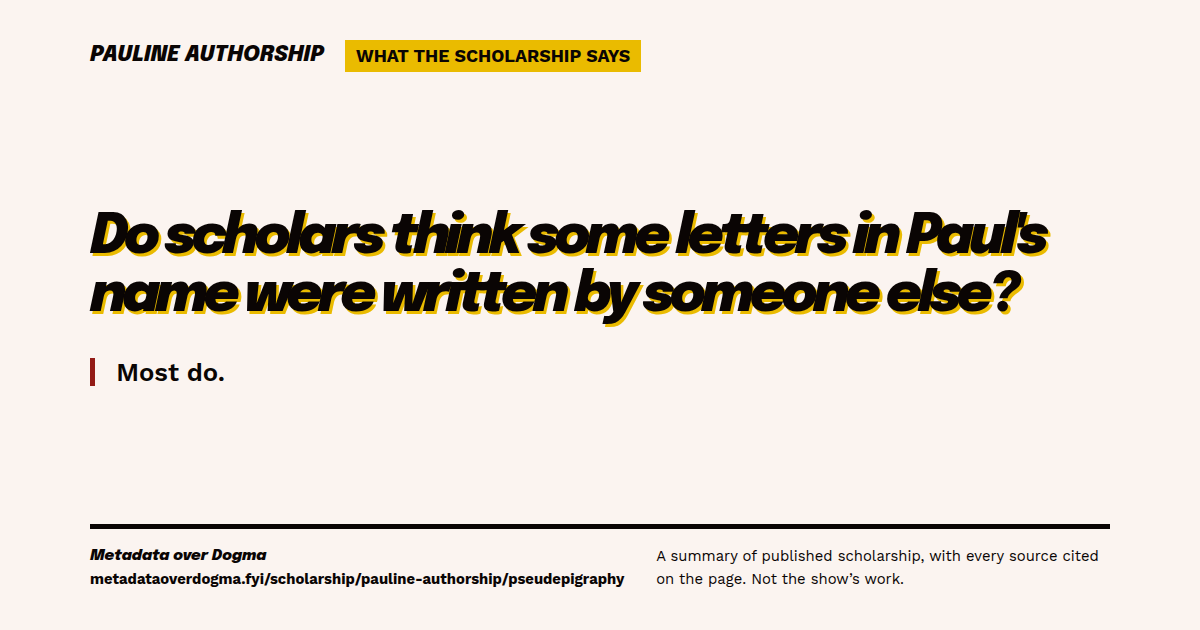 PAULINE AUTHORSHIP
WHAT THE SCHOLARSHIP SAYS
Do scholars think some letters in Paul's
name were written by someone else?
Most do.
Metadata over Dogma
metadataoverdogma.fyi/scholarship/pauline-authorship/pseudepigraphy
A summary of published scholarship, with every source cited
on the page. Not the show’s work.